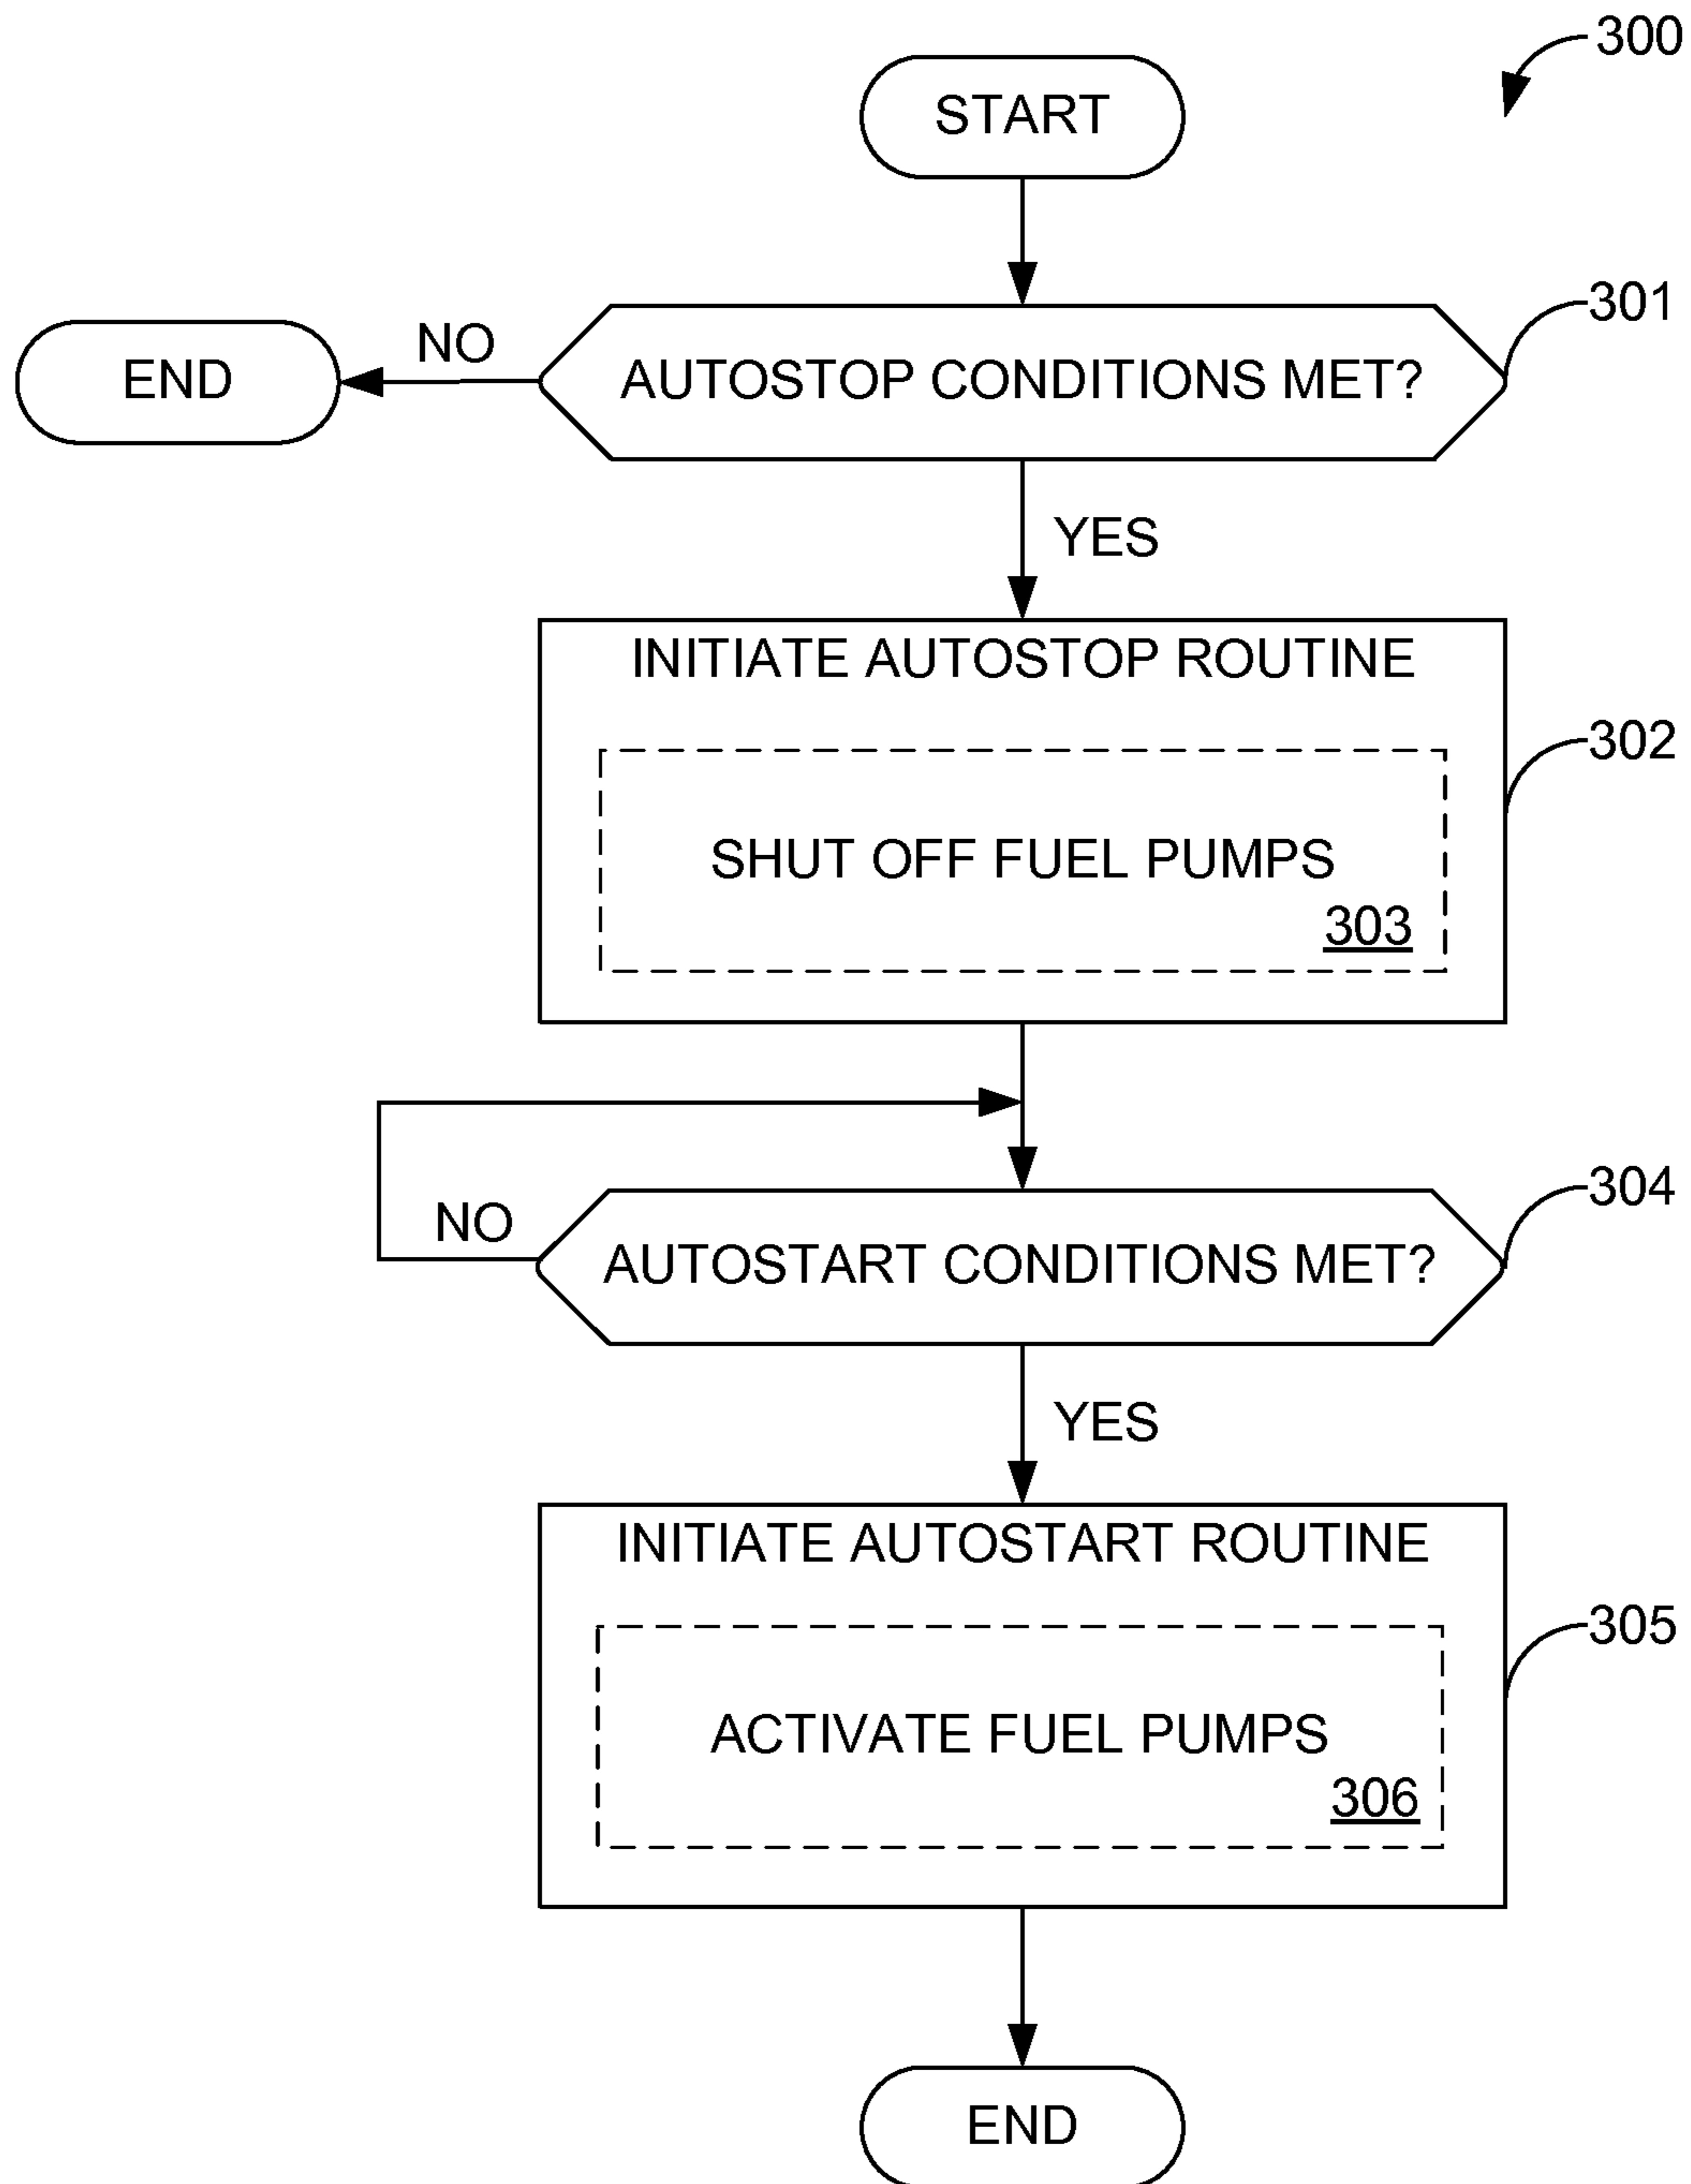 300
START
301
AUTOSTOP CONDITIONS MET?
NO
END
YES
INITIATE AUTOSTOP ROUTINE
302
SHUT OFF FUEL PUMPS
303
304
NO
AUTOSTART CONDITIONS MET?
YES
INITIATE AUTOSTART ROUTINE
305
ACTIVATE FUEL PUMPS
306
END